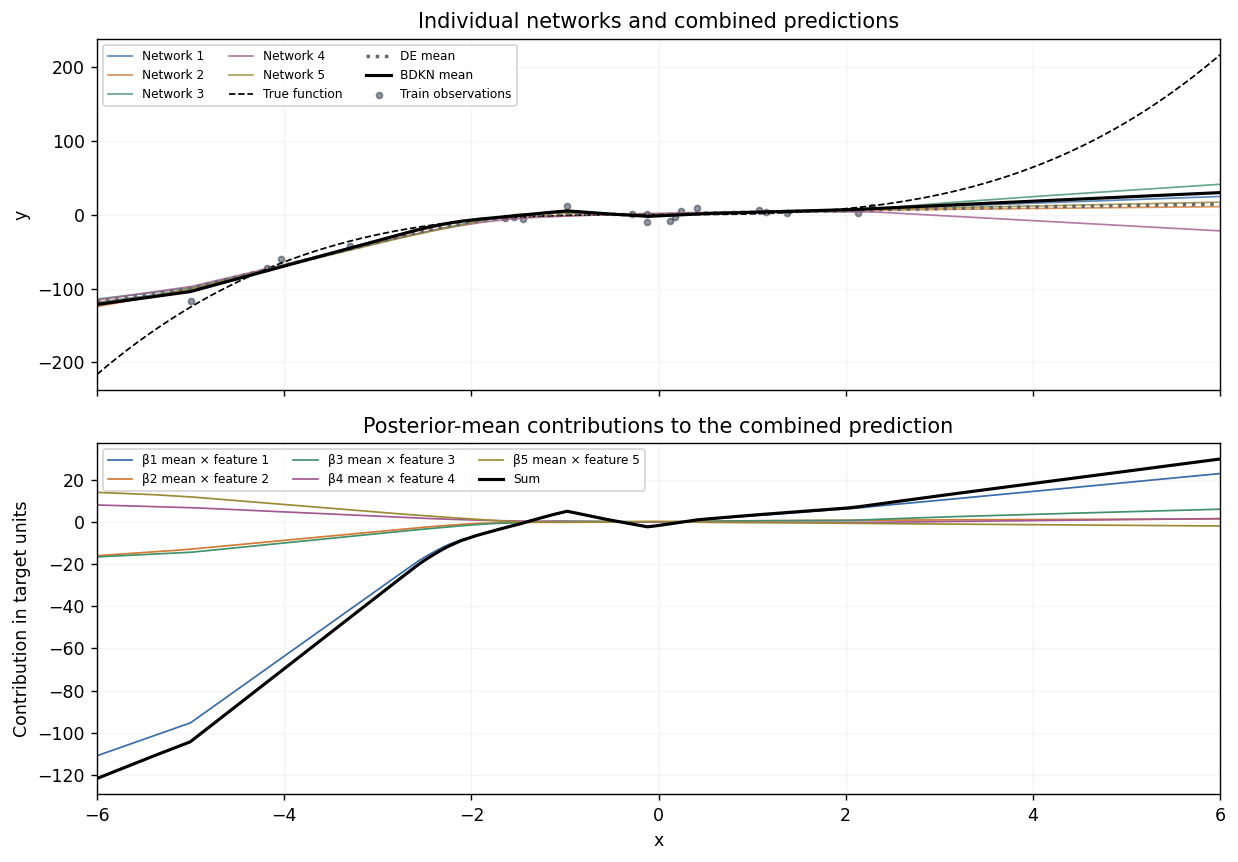 Individual networks and combined predictions
Network 1 Network 4 DE mean
Network 2 Network 5 BDKN mean
Network 3 True function Train observations
y
200
100
0
−100
−200
Posterior-mean contributions to the combined prediction
β1 mean × feature 1 β3 mean × feature 3 β5 mean × feature 5
β2 mean × feature 2 β4 mean × feature 4 Sum
Contribution in target units
20
0
−20
−40
−60
−80
−100
−120
−6 −4 −2 0 2 4 6
x